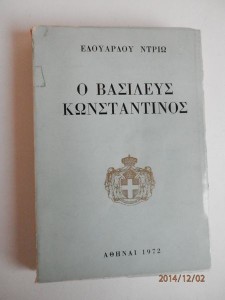 ΕΔΟΥΑΡΔΟΥ ΝΤΡΙΩ
Ο ΒΑΣΙΛΕΥΣ
ΚΩΝΣΤΑΝΤΙΝΟΣ
ΑΘΗΝΑΙ 1972
2014/12/02